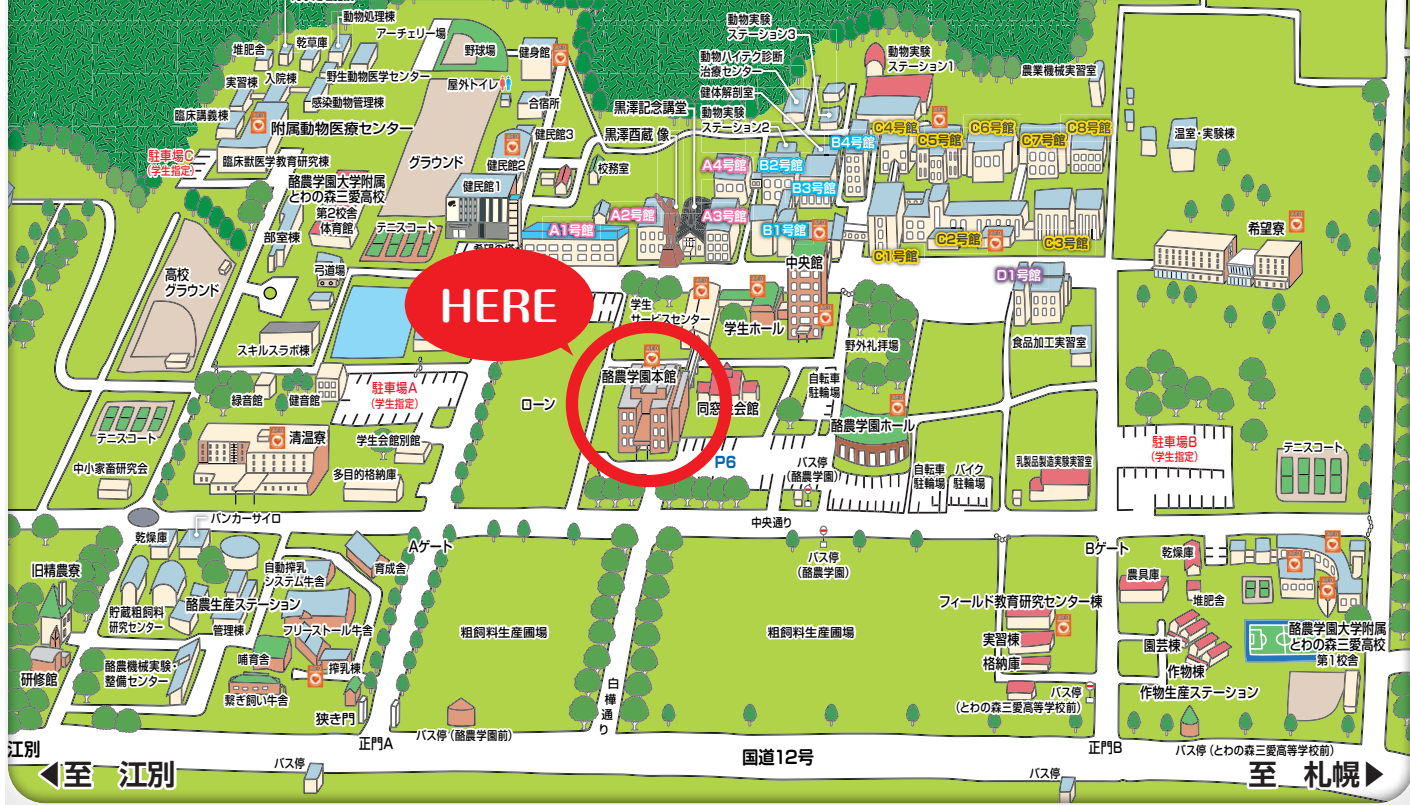 動物処理棟
アーチェリー場
堆肥舎
乾草庫
野球場
健身館
実習棟
入院棟
野生動物医学センター
屋外トイレ
感染動物管理棟
合宿所
臨床講義棟
附属動物医療センター
健民館3
健民館2
駐車場C
(学生指定)
臨床獣医学教育研究棟
グラウンド
校務室
酪農学園大学附属
とわの森三愛高校
第2校舎
体育館
健民館1
部室棟
テニスコート
弓道場
高校
グラウンド
スキルスラボ棟
動物実験
ステーション3
動物ハイテク診断
治療センター
健体解剖室
動物実験
ステーション2
黒澤記念講堂
黒澤酉蔵 像
動物実験
ステーション1
農業機械実習室
A1号館
A2号館
A3号館
A4号館
B1号館
B2号館
B3号館
B4号館
C1号館
C2号館
C3号館
C4号館
C5号館
C6号館
C7号館
C8号館
D1号館
温室・実験棟
希望寮
中央館
HERE
学生
サービスセンター
学生ホール
野外礼拝場
食品加工実習室
酪農学園本館
同窓生会館
自転車
駐輪場
酪農学園ホール
緑音館
健音館
駐車場A
(学生指定)
ローン
テニスコート
清温寮
学生会館別館
中小家畜研究会
多目的格納庫
P6
バス停
(酪農学園)
自転車
駐輪場
バイク
駐輪場
乳製品製造実験実習室
駐車場B
(学生指定)
テニスコート
バンカーサイロ
中央通り
乾燥庫
Aゲート
バス停
(酪農学園)
Bゲート
乾燥庫
旧精農寮
自動搾乳
システム牛舎
育成舎
農具庫
貯蔵粗飼料
研究センター
酪農生産ステーション
管理棟
フリーストール牛舎
粗飼料生産圃場
粗飼料生産圃場
フィールド教育研究センター棟
堆肥舎
実習棟
格納庫
園芸棟
作物棟
作物生産ステーション
酪農学園大学附属
とわの森三愛高校
第1校舎
研修館
酪農機械実験・
整備センター
哺育舎
搾乳棟
繋ぎ飼い牛舎
狭き門
白樺通り
バス停
(とわの森三愛高等学校前)
正門A
バス停(酪農学園前)
国道12号
正門B
バス停(とわの森三愛高等学校前)
江別
至 江別
バス停
バス停
至 札幌